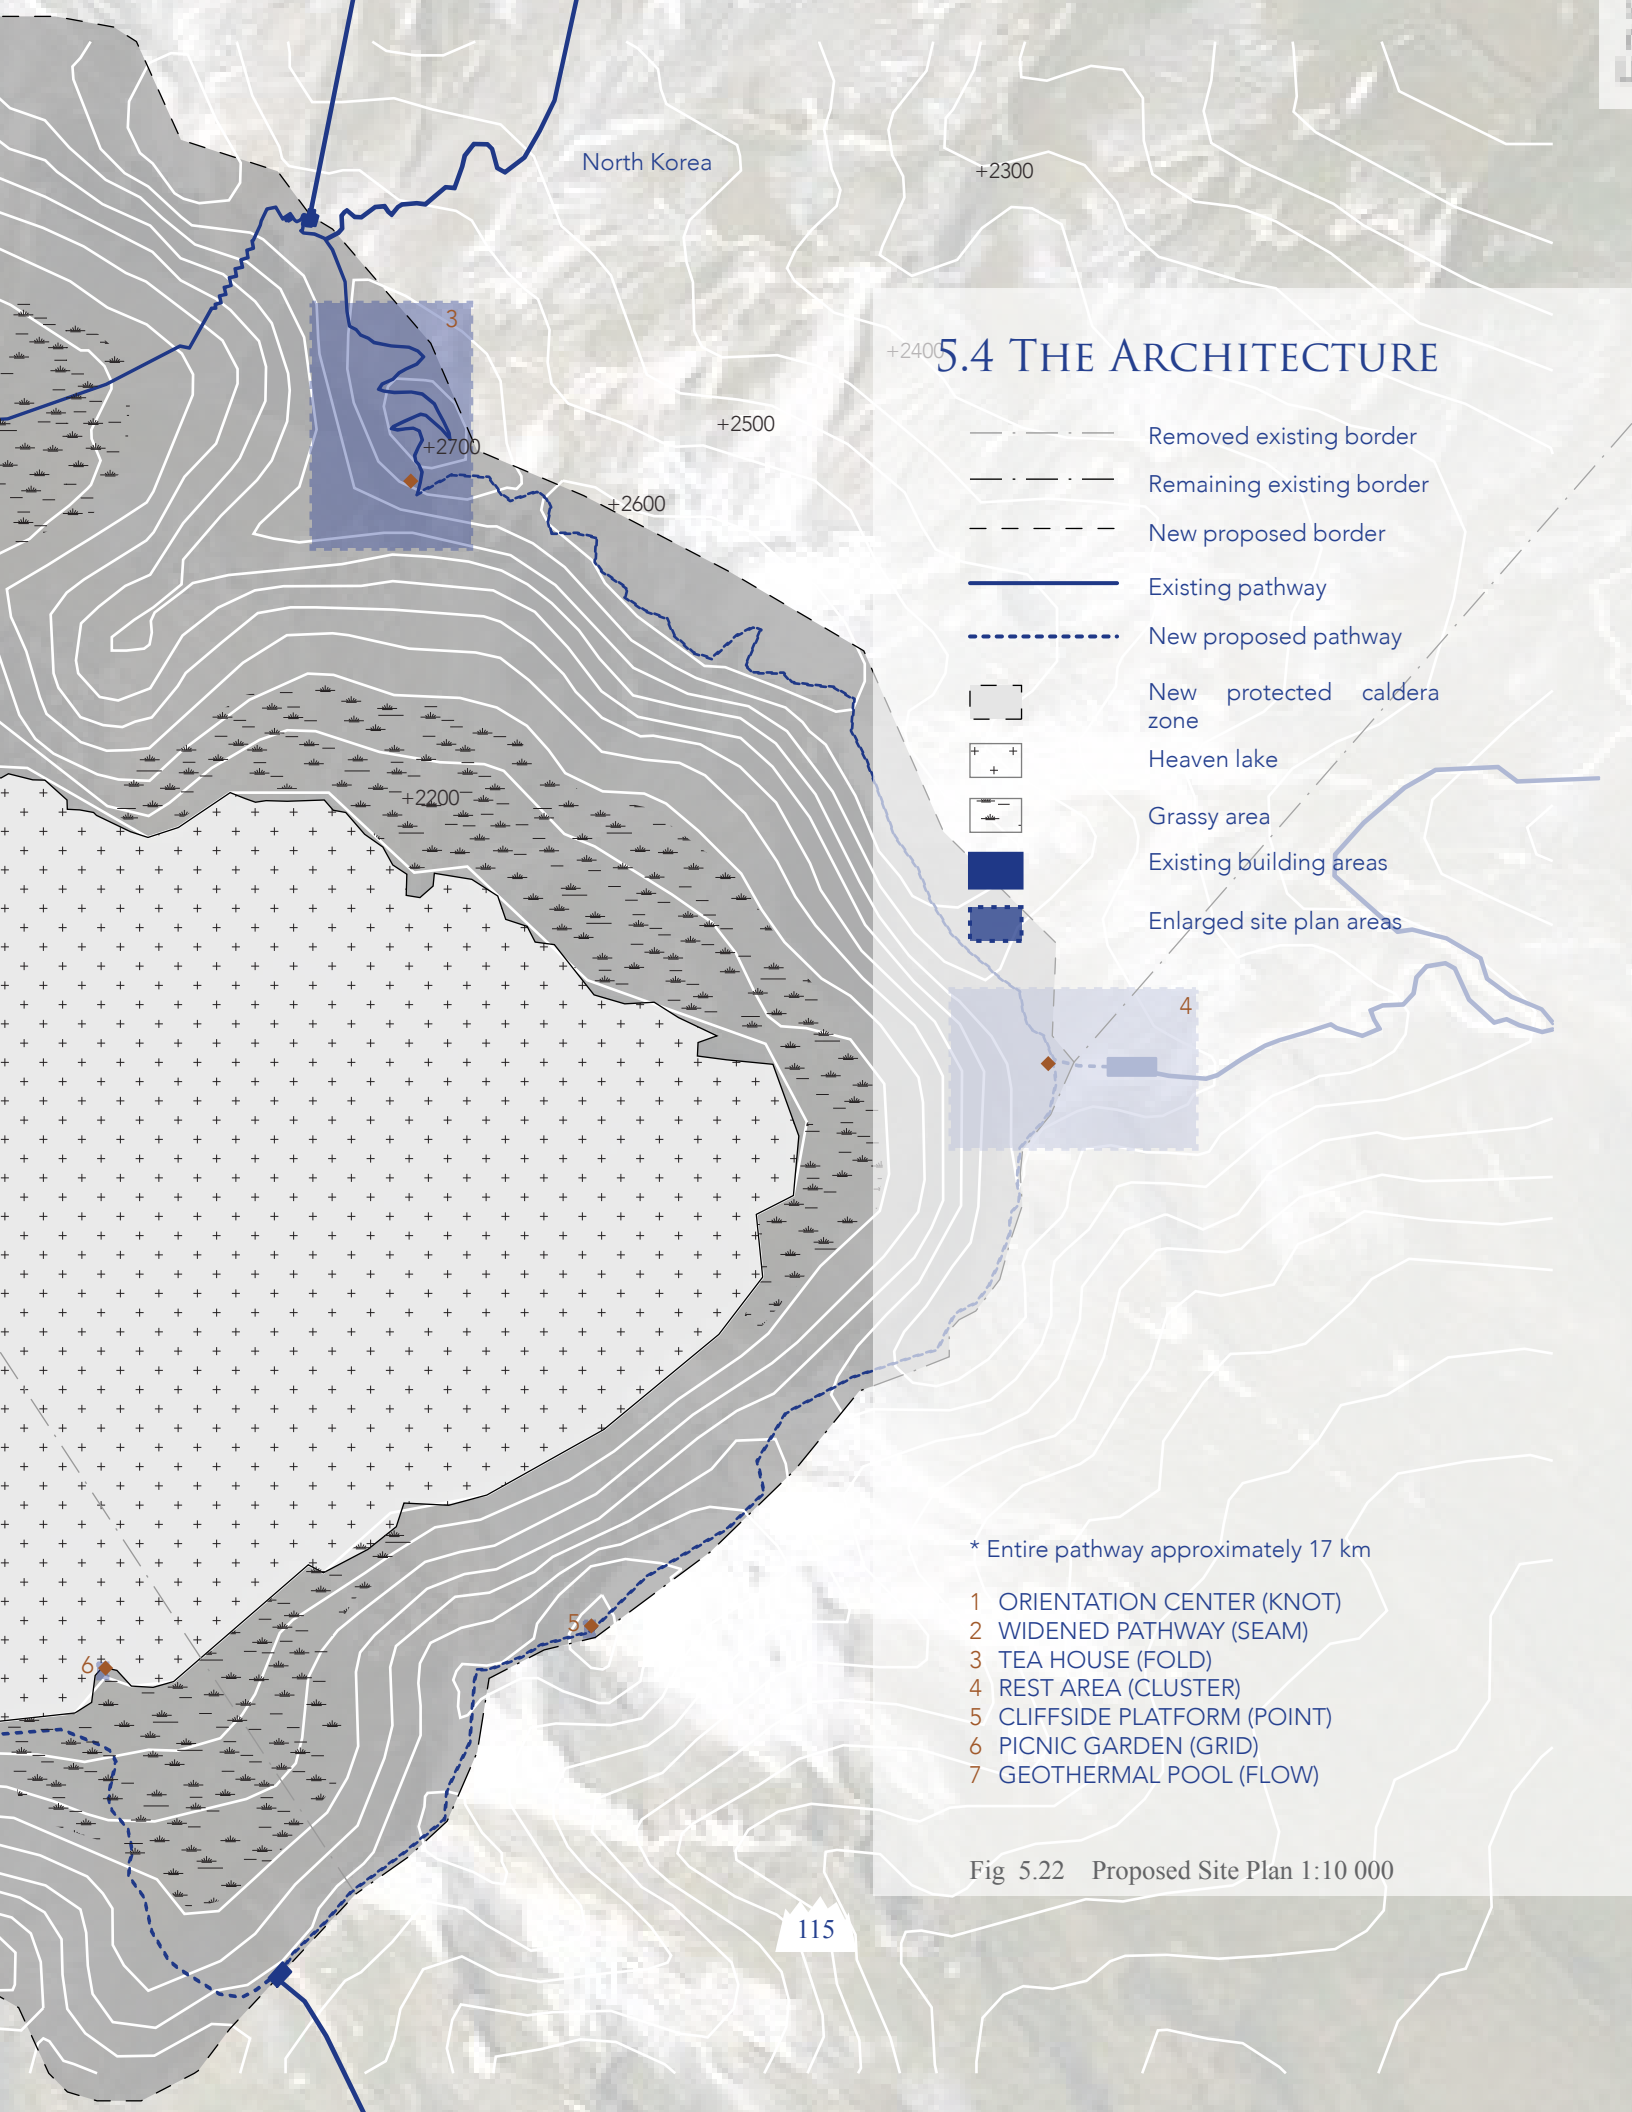 North Korea
+2300
3
+2400
5.4 The Architecture
+2500
+2700
+2600
Removed existing border
Remaining existing border
New proposed border
Existing pathway
New proposed pathway
New protected caldera
zone
Heaven lake
+2200
Grassy area
Existing building areas
Enlarged site plan areas
4
5
6
* Entire pathway approximately 17 km
1 ORIENTATION CENTER (KNOT)
2 WIDENED PATHWAY (SEAM)
3 TEA HOUSE (FOLD)
4 REST AREA (CLUSTER)
5 CLIFFSIDE PLATFORM (POINT)
6 PICNIC GARDEN (GRID)
7 GEOTHERMAL POOL (FLOW)
Fig 5.22 Proposed Site Plan 1:10 000
115